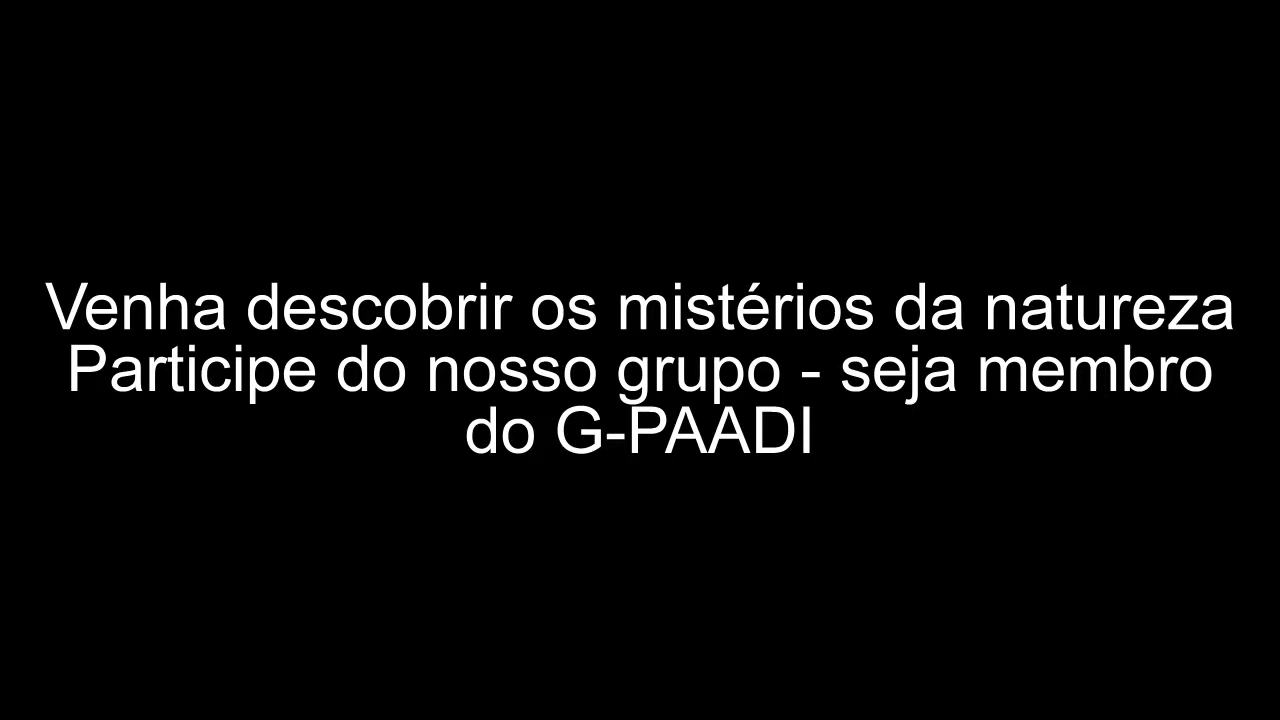 Venha descobrir os mistérios da natureza
Participe do nosso grupo - seja membro
do G-PAADI